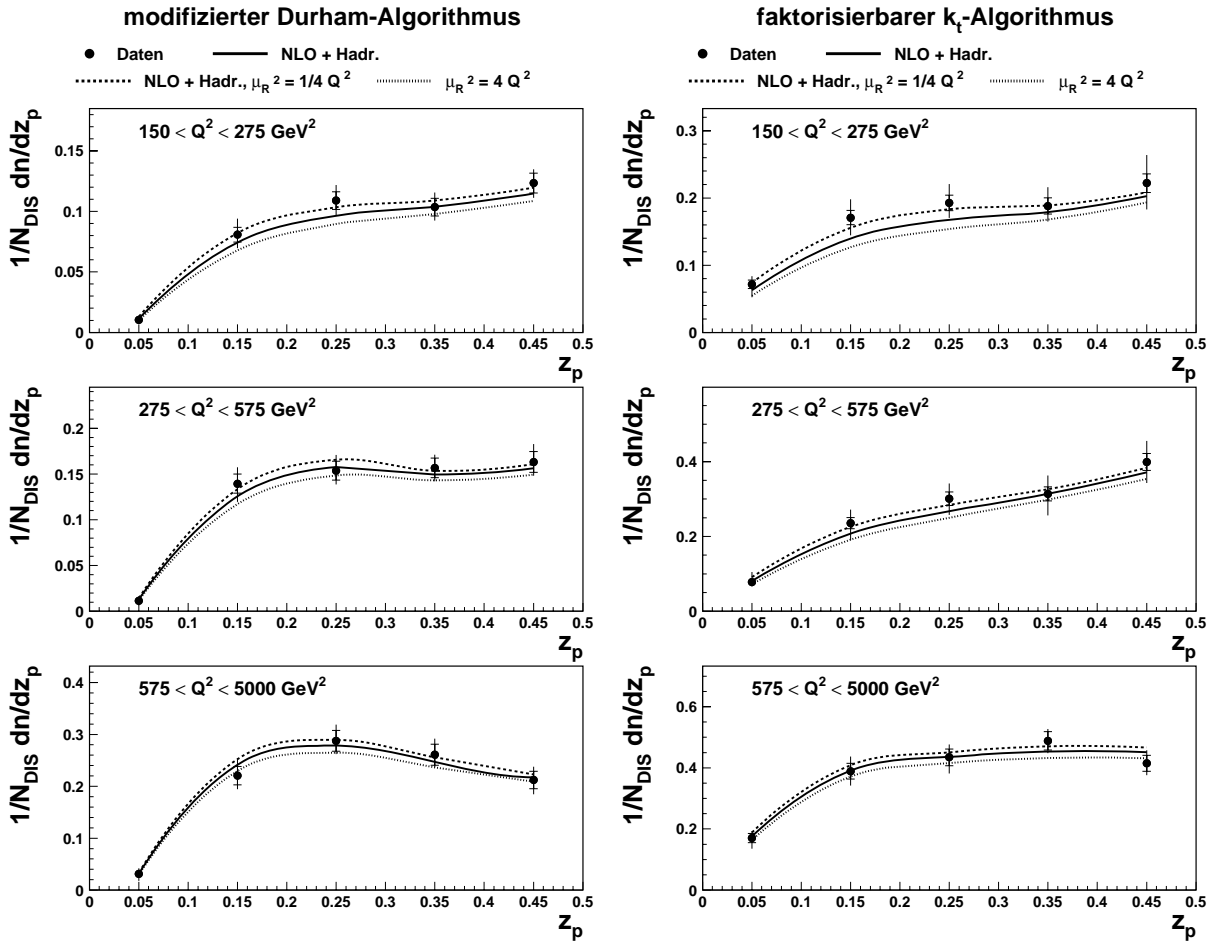 modifizierter Durham-Algorithmus
Daten NLO + Hadr.
NLO + Hadr., μ_R² = 1/4 Q² μ_R² = 4 Q²
1/N_DIS dn/dz_p
150 < Q² < 275 GeV²
0.15
0.1
0.05
0
0 0.05 0.1 0.15 0.2 0.25 0.3 0.35 0.4 0.45 0.5
z_p
1/N_DIS dn/dz_p
275 < Q² < 575 GeV²
0.2
0.15
0.1
0.05
0
0 0.05 0.1 0.15 0.2 0.25 0.3 0.35 0.4 0.45 0.5
z_p
1/N_DIS dn/dz_p
575 < Q² < 5000 GeV²
0.4
0.3
0.2
0.1
0
0 0.05 0.1 0.15 0.2 0.25 0.3 0.35 0.4 0.45 0.5
z_p
faktorisierbarer k_t-Algorithmus
Daten NLO + Hadr.
NLO + Hadr., μ_R² = 1/4 Q² μ_R² = 4 Q²
1/N_DIS dn/dz_p
150 < Q² < 275 GeV²
0.3
0.2
0.1
0
0 0.05 0.1 0.15 0.2 0.25 0.3 0.35 0.4 0.45 0.5
z_p
1/N_DIS dn/dz_p
275 < Q² < 575 GeV²
0.4
0.2
0
0 0.05 0.1 0.15 0.2 0.25 0.3 0.35 0.4 0.45 0.5
z_p
1/N_DIS dn/dz_p
575 < Q² < 5000 GeV²
0.6
0.4
0.2
0
0 0.05 0.1 0.15 0.2 0.25 0.3 0.35 0.4 0.45 0.5
z_p